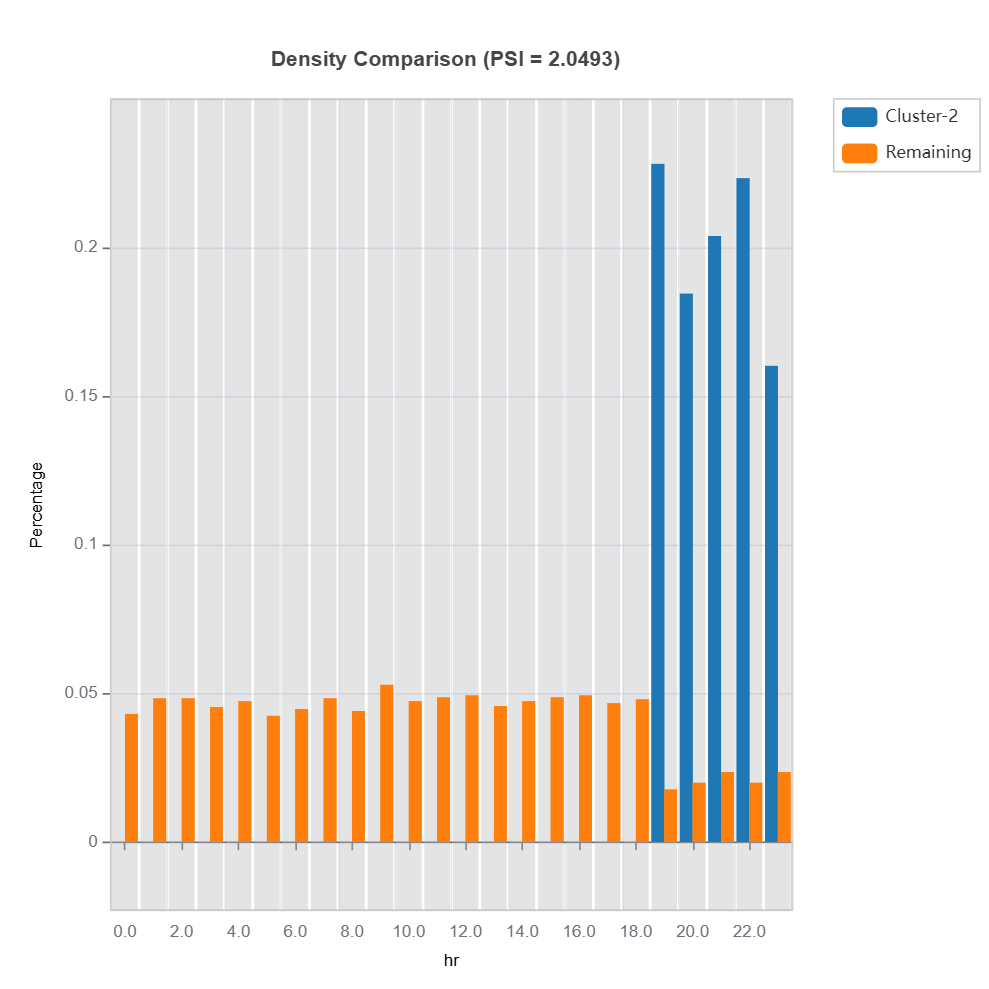 Density Comparison (PSI = 2.0493)
Cluster-2
Remaining
Percentage
0.2
0.15
0.1
0.05
0
0.0 2.0 4.0 6.0 8.0 10.0 12.0 14.0 16.0 18.0 20.0 22.0
hr